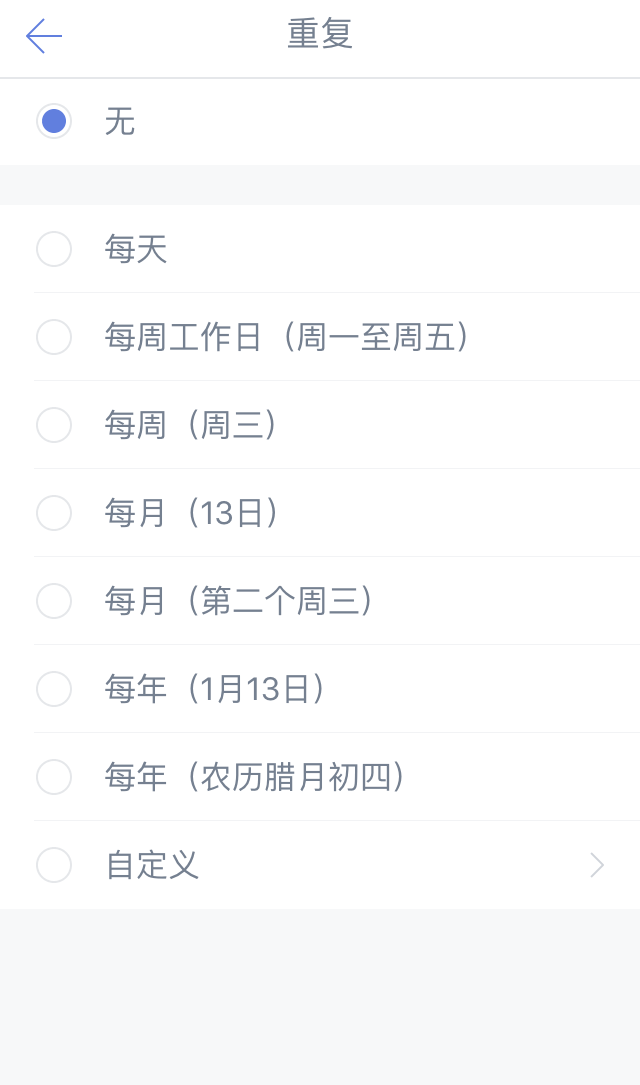 重复
无
每天
每周工作日（周一至周五）
每周（周三）
每月（13日）
每月（第二个周三）
每年（1月13日）
每年（农历腊月初四）
自定义